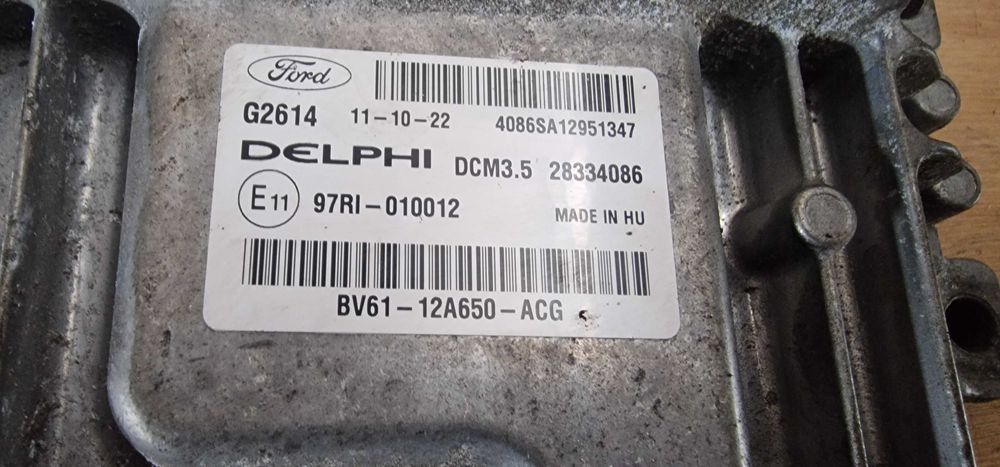 Ford
G2614 11-10-22 4086SA12951347
DELPHI DCM3.5 28334086
E11 97RI-010012 MADE IN HU
BV61-12A650-ACG